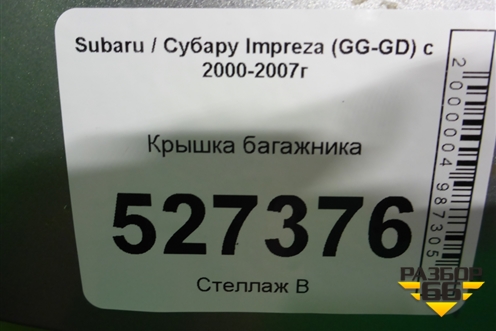 Subaru / Субару Impreza (GG-GD) с
2000-2007г
Крышка багажника
527376
Стеллаж В
2000004987305
РАЗБОР
66